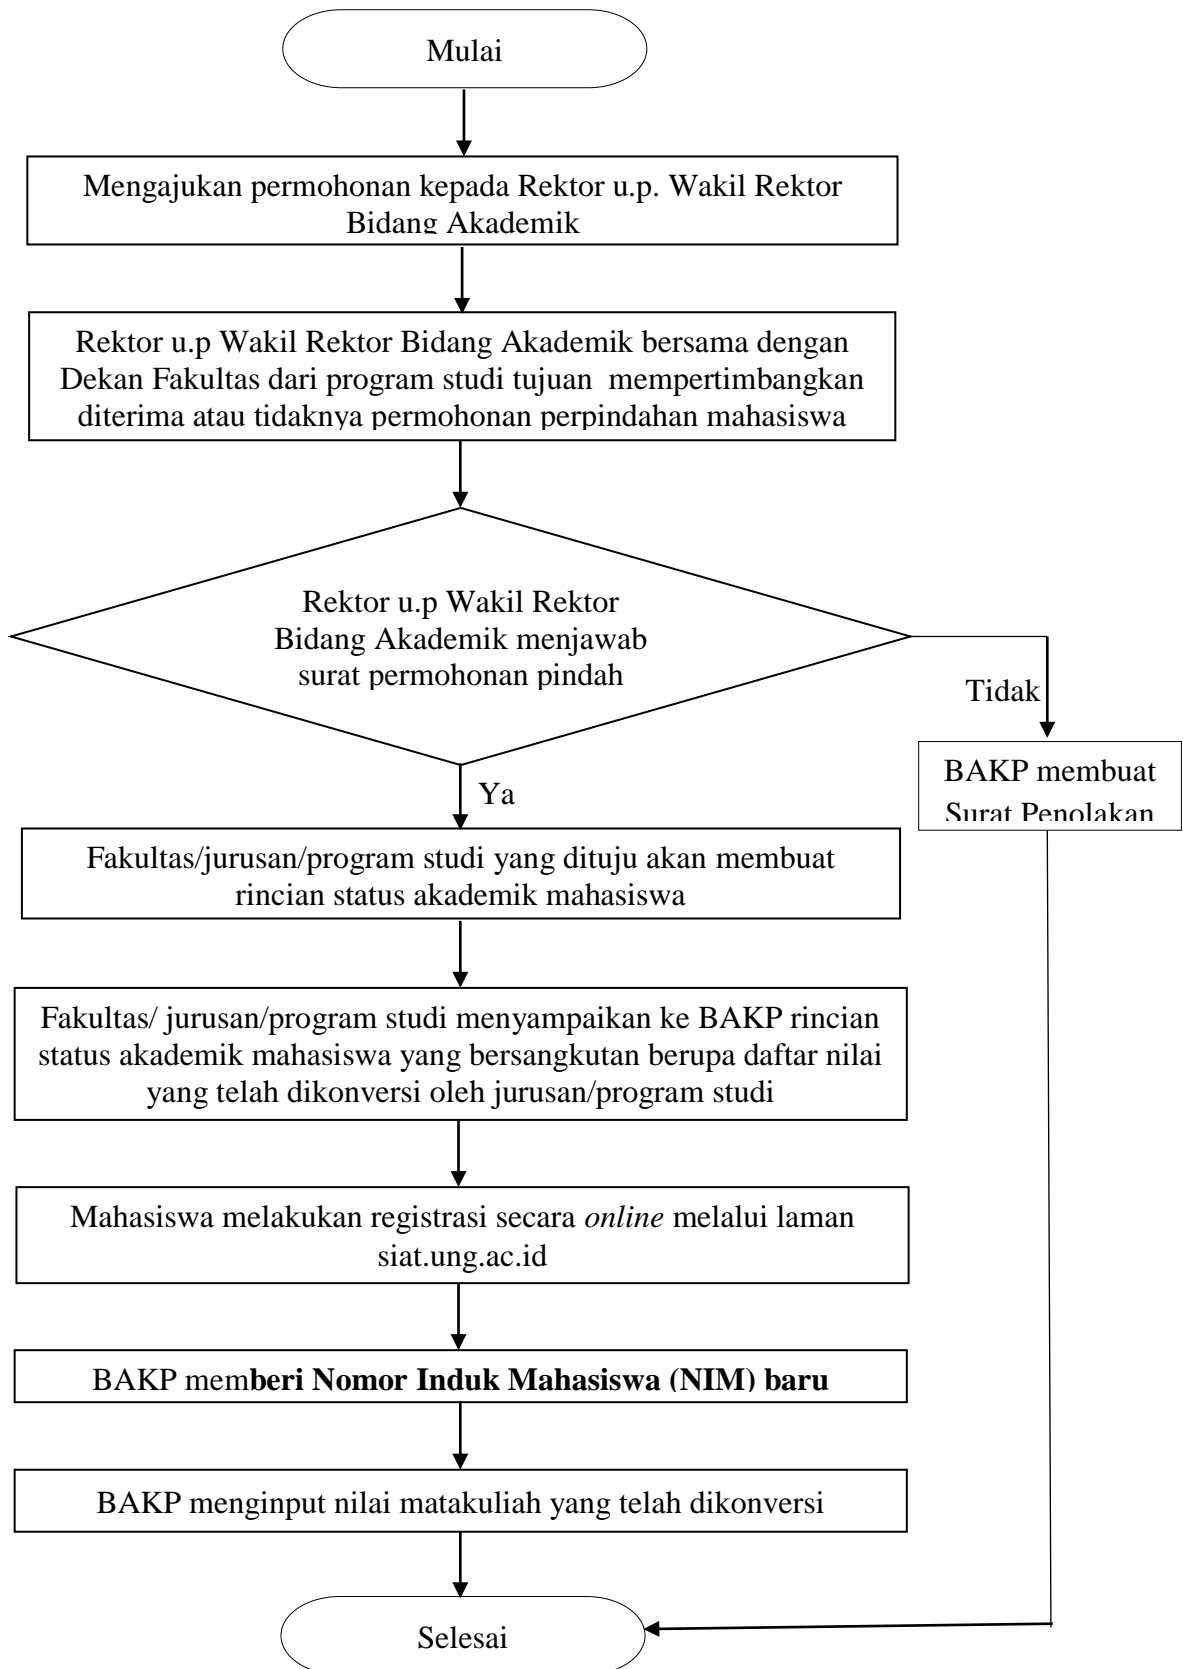 Mulai
Mengajukan permohonan kepada Rektor u.p. Wakil Rektor
Bidang Akademik
Rektor u.p Wakil Rektor Bidang Akademik bersama dengan
Dekan Fakultas dari program studi tujuan mempertimbangkan
diterima atau tidaknya permohonan perpindahan mahasiswa
Rektor u.p Wakil Rektor
Bidang Akademik menjawab
surat permohonan pindah
Tidak
BAKP membuat
Surat Penolakan
Ya
Fakultas/jurusan/program studi yang dituju akan membuat
rincian status akademik mahasiswa
Fakultas/ jurusan/program studi menyampaikan ke BAKP rincian
status akademik mahasiswa yang bersangkutan berupa daftar nilai
yang telah dikonversi oleh jurusan/program studi
Mahasiswa melakukan registrasi secara online melalui laman
siat.ung.ac.id
BAKP memberi Nomor Induk Mahasiswa (NIM) baru
BAKP menginput nilai matakuliah yang telah dikonversi
Selesai